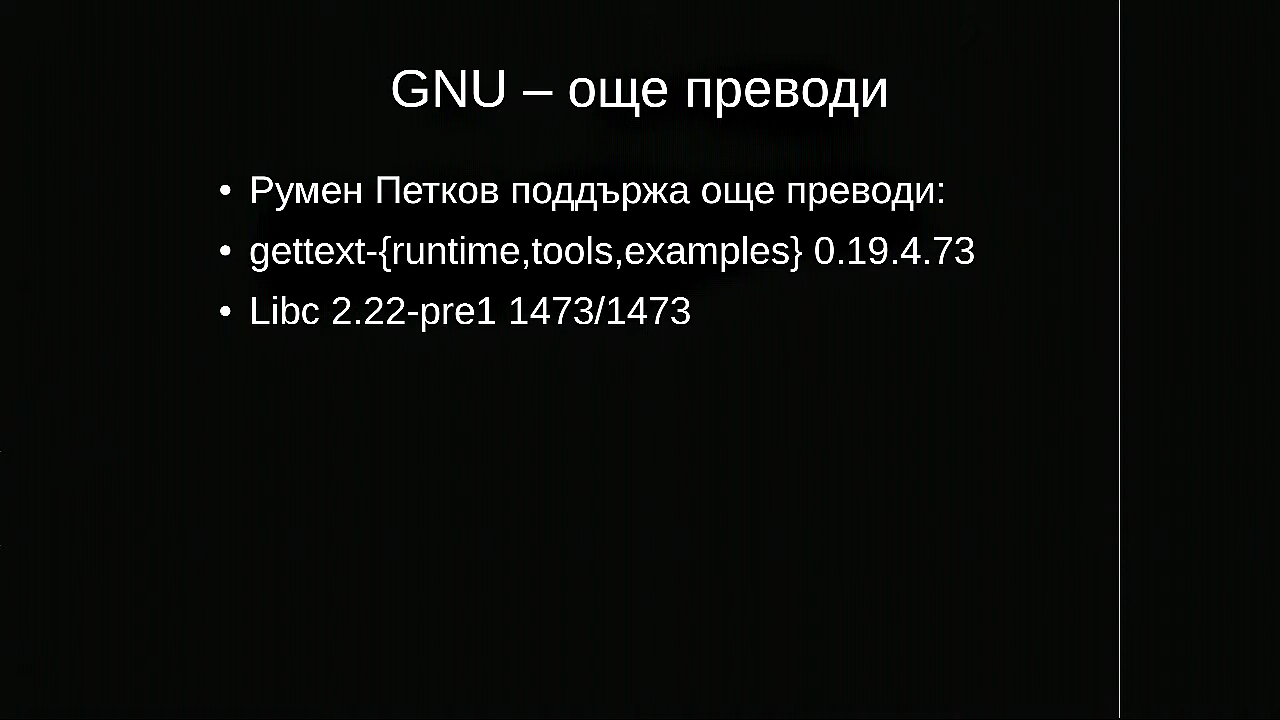 GNU – още преводи
• Румен Петков поддържа още преводи:
• gettext-{runtime,tools,examples} 0.19.4.73
• Libc 2.22-pre1 1473/1473